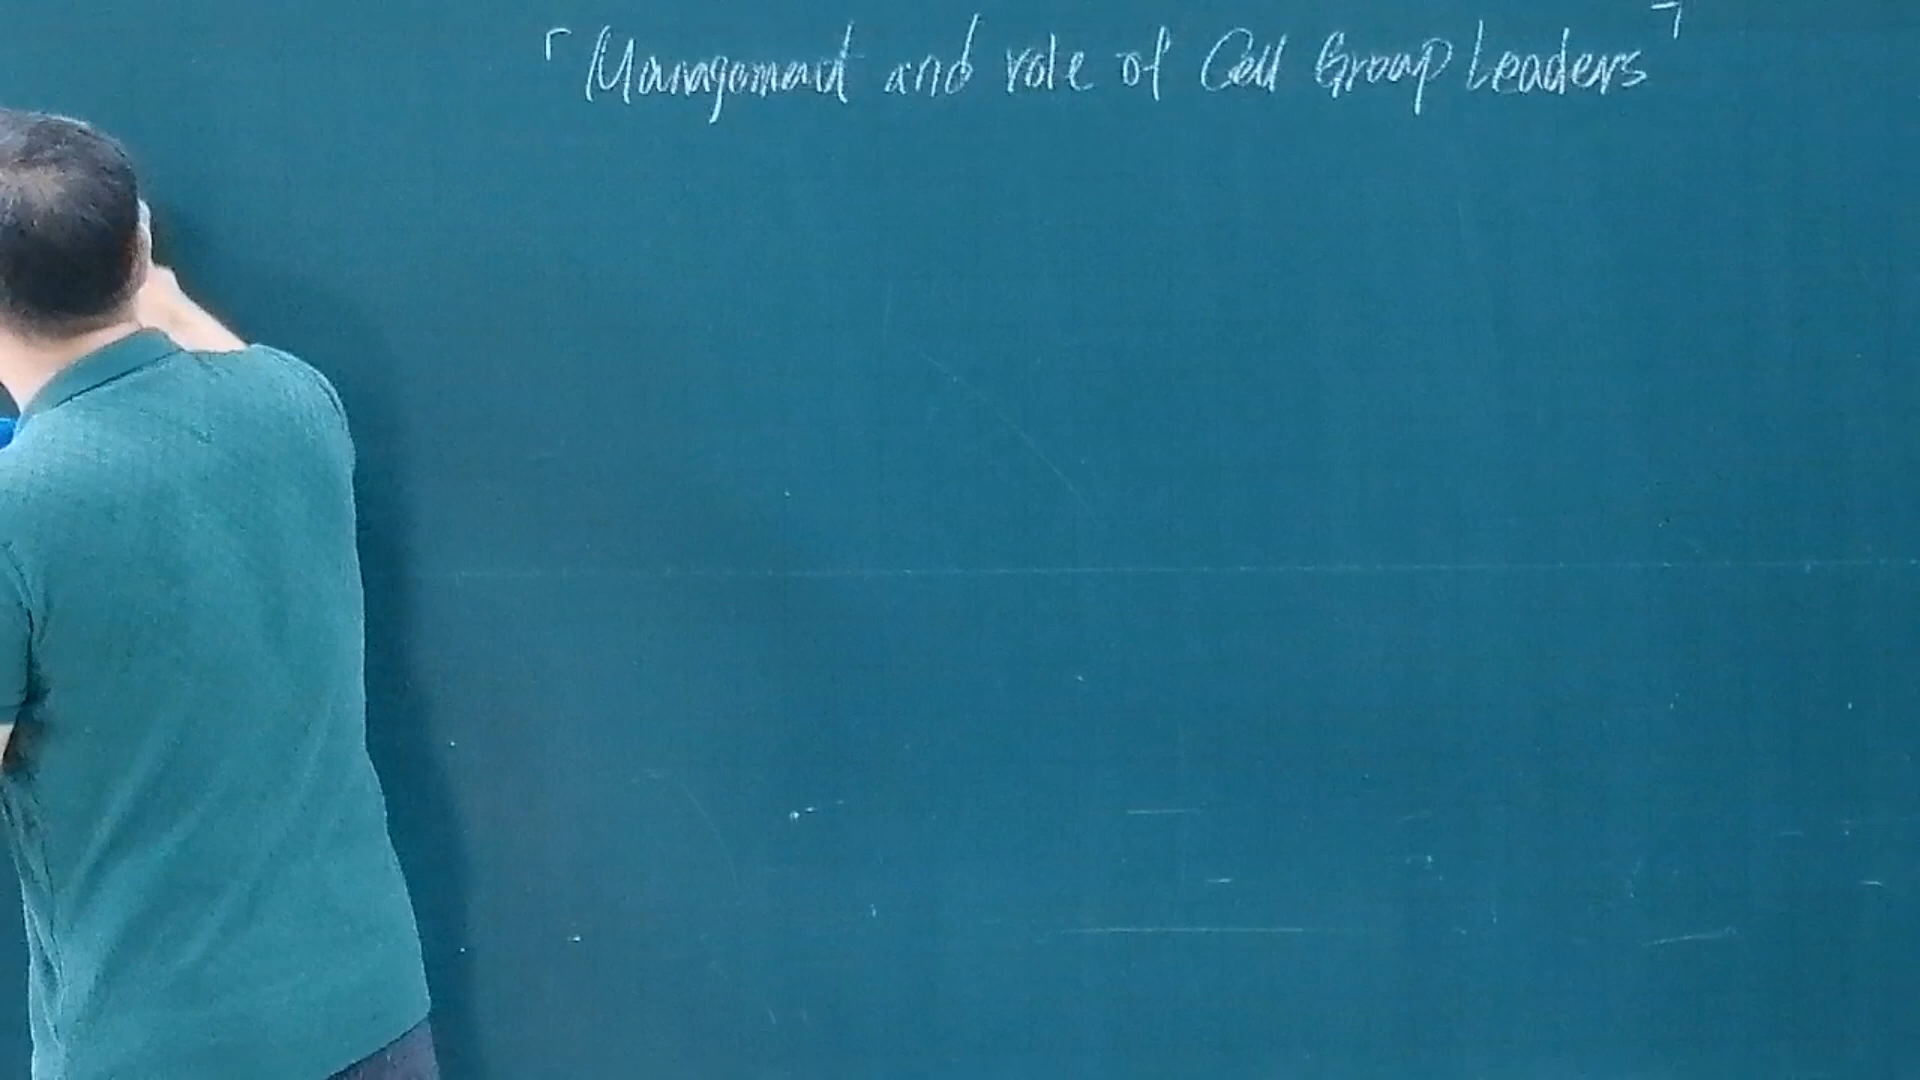 「Management and role of Cell Group Leaders」